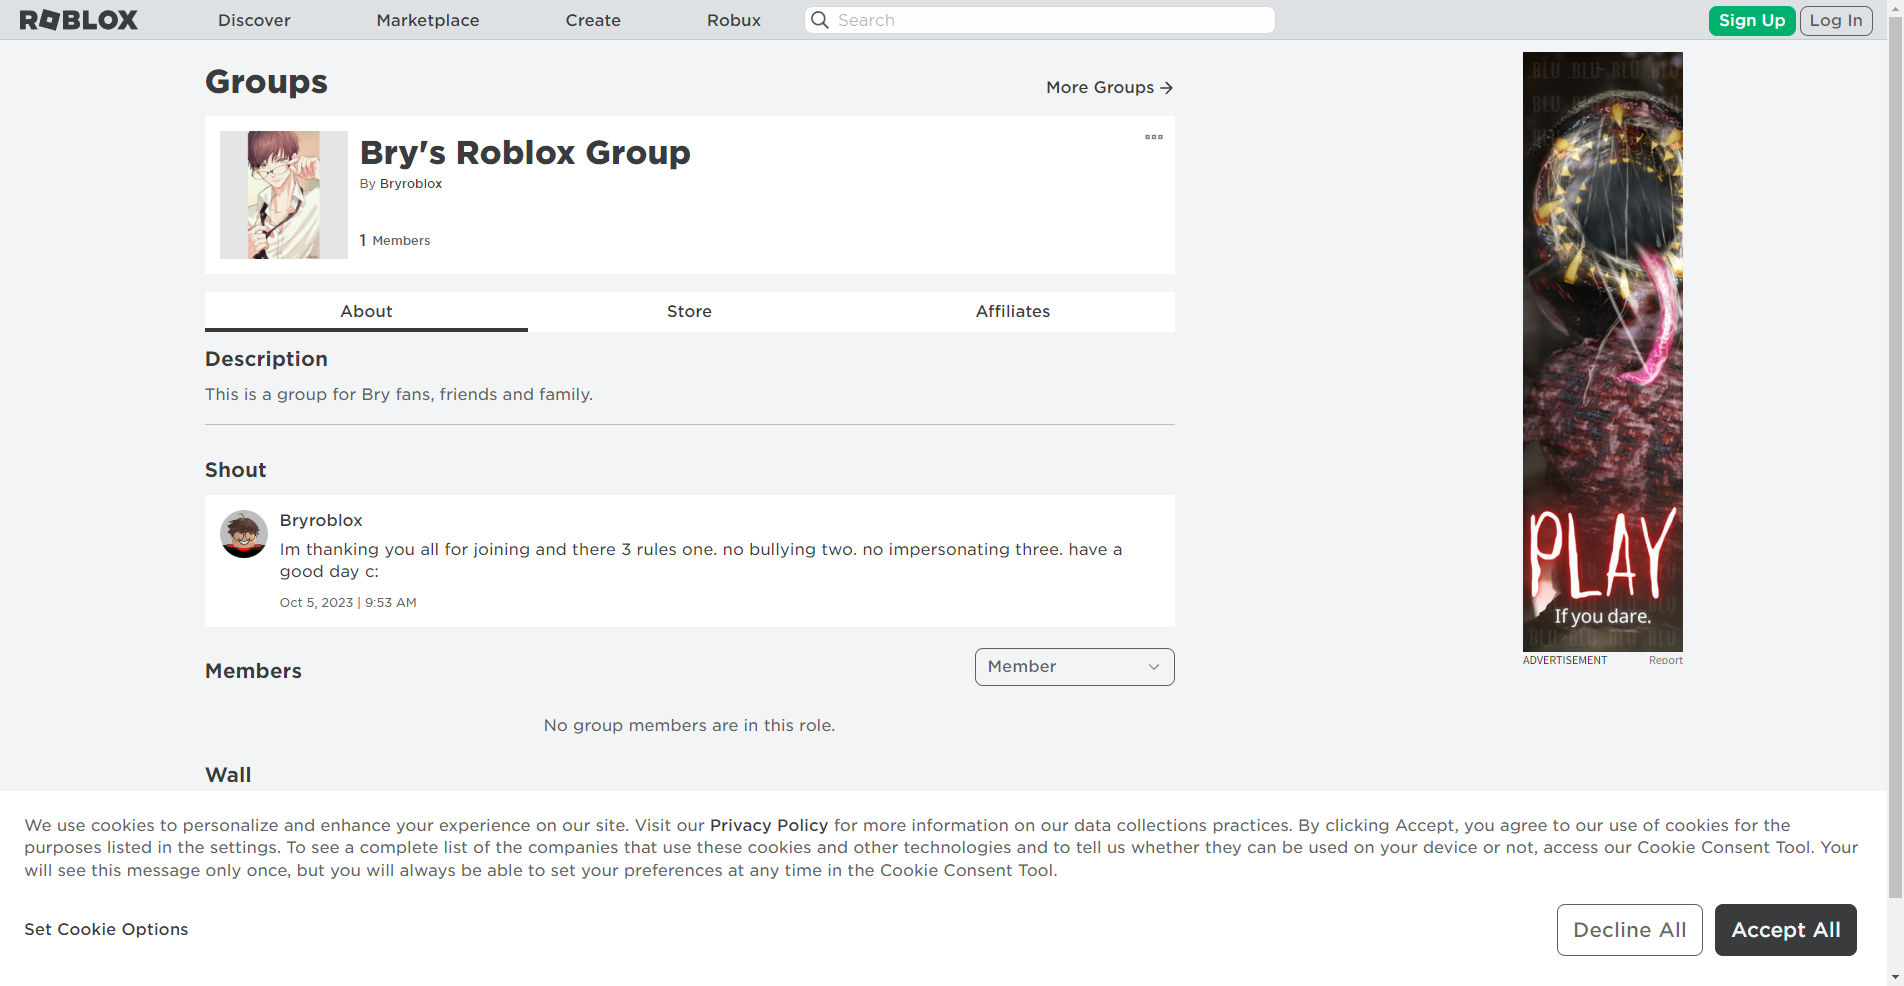 ROBLOX
Discover
Marketplace
Create
Robux
Search
Sign Up
Log In
Groups
More Groups
Bry's Roblox Group
By Bryroblox
1 Members
About
Store
Affiliates
Description
This is a group for Bry fans, friends and family.
Shout
Bryroblox
Im thanking you all for joining and there 3 rules one. no bullying two. no impersonating three. have a
good day c:
Oct 5, 2023 | 9:53 AM
Members
Member
No group members are in this role.
Wall
BLU BLU BLU BLU
PLAY
If you dare.
BLU BLU BLU BLU
ADVERTISEMENT
Report
We use cookies to personalize and enhance your experience on our site. Visit our Privacy Policy for more information on our data collections practices. By clicking Accept, you agree to our use of cookies for the
purposes listed in the settings. To see a complete list of the companies that use these cookies and other technologies and to tell us whether they can be used on your device or not, access our Cookie Consent Tool. Your
will see this message only once, but you will always be able to set your preferences at any time in the Cookie Consent Tool.
Set Cookie Options
Decline All
Accept All